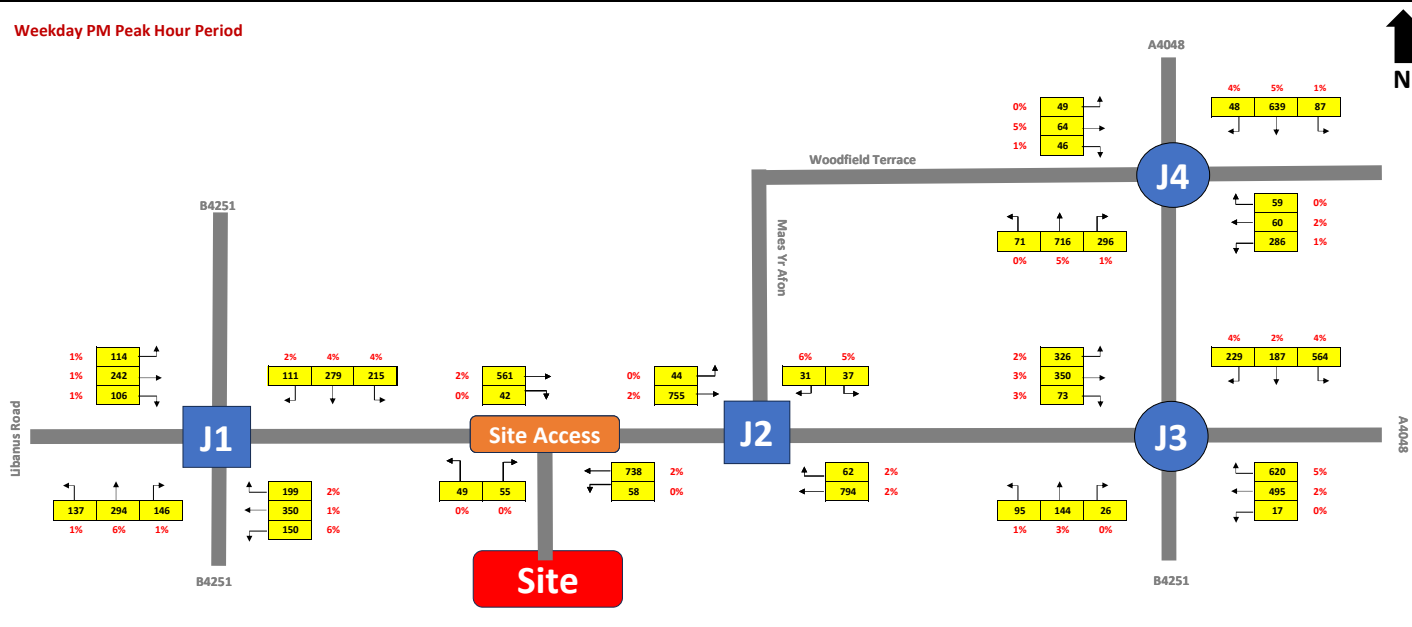 Weekday PM Peak Hour Period
N
A4048
4% 5% 1%
48 639 87
0% 49
5% 64
1% 46
Woodfield Terrace
J4
59 0%
60 2%
286 1%
71 716 296
0% 5% 1%
Maes Yr Afon
B4251
1% 114
1% 242
1% 106
2% 4% 4%
111 279 215
2% 561
0% 42
0% 44
2% 755
6% 5%
31 37
2% 326
3% 350
3% 73
4% 2% 4%
229 187 564
Libanus Road
J1
Site Access
J2
J3
A4048
137 294 146
1% 6% 1%
199 2%
350 1%
150 6%
49 55
0% 0%
738 2%
58 0%
62 2%
794 2%
95 144 26
1% 3% 0%
620 5%
495 2%
17 0%
B4251
Site
B4251